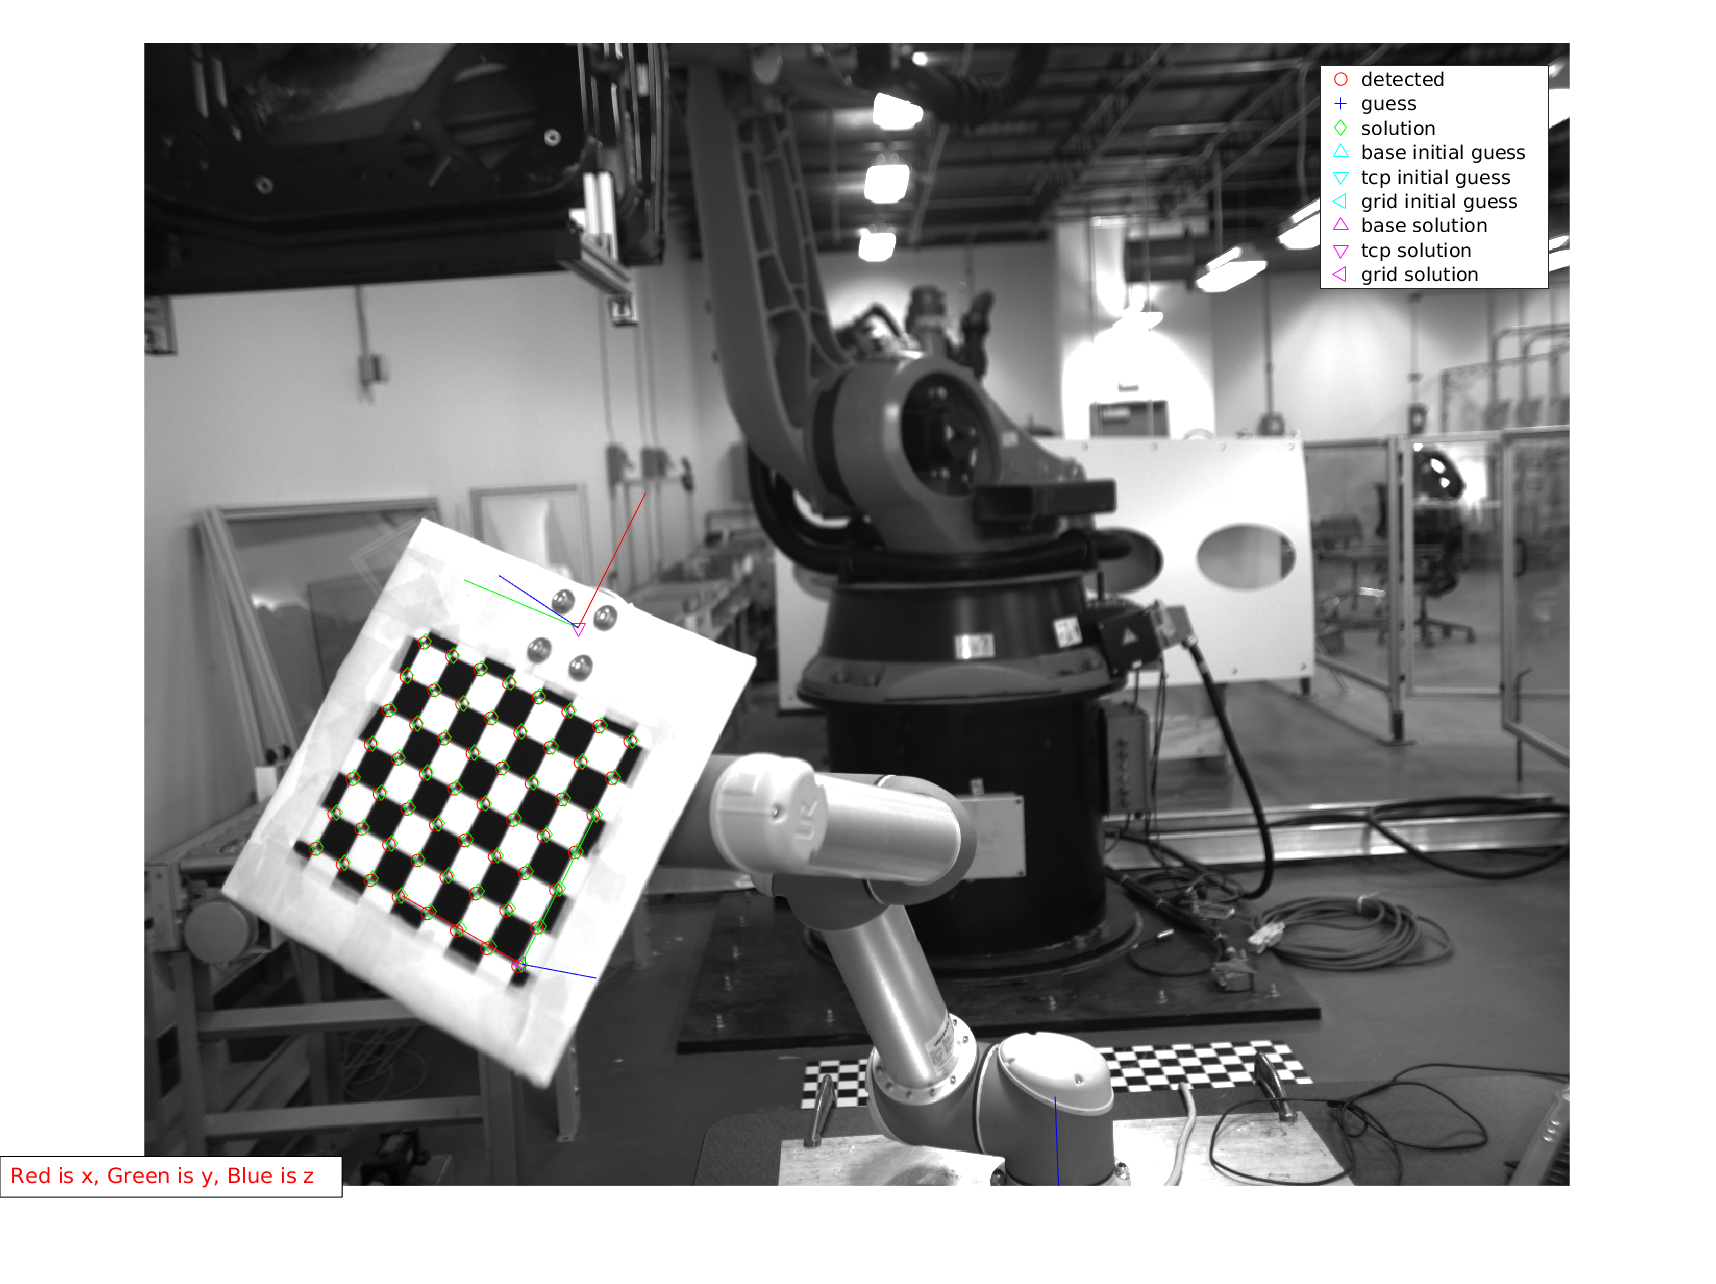 detected
guess
solution
base initial guess
tcp initial guess
grid initial guess
base solution
tcp solution
grid solution
UR
Red is x, Green is y, Blue is z